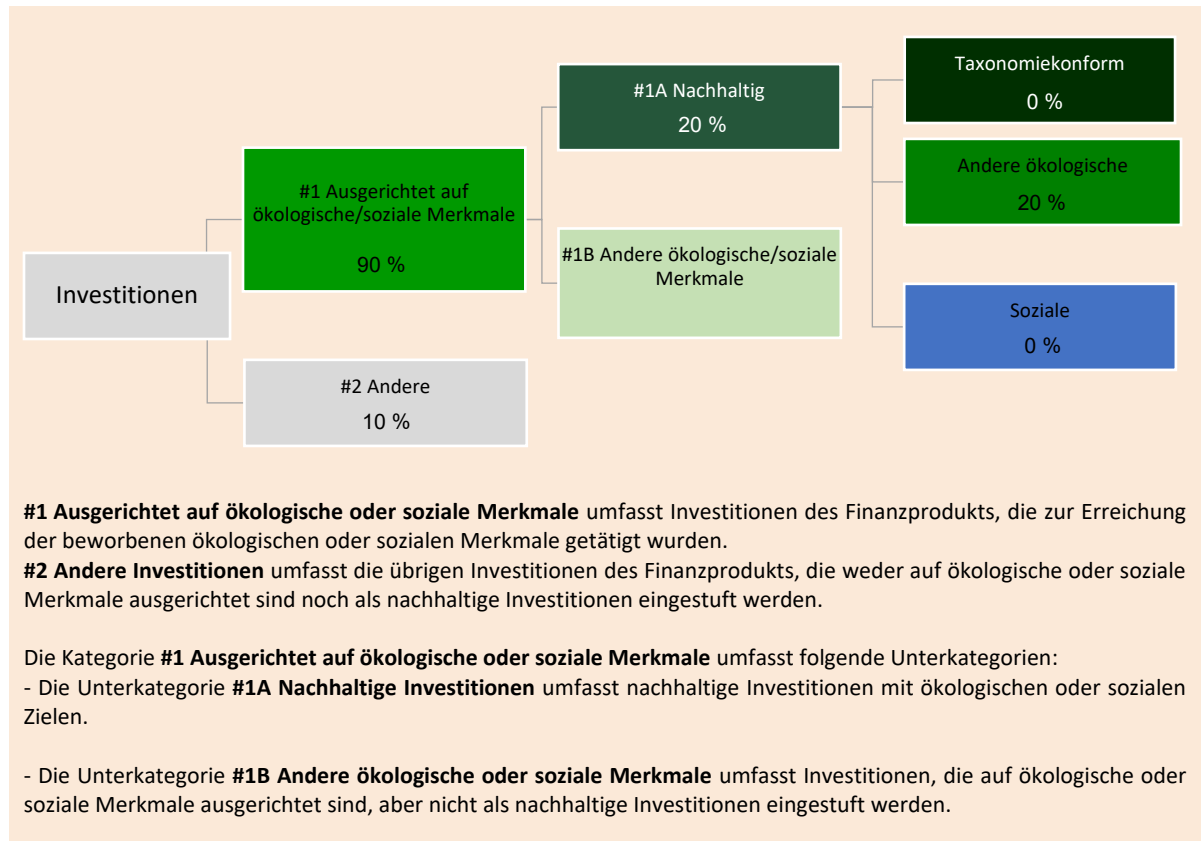 Investitionen
#1 Ausgerichtet auf
ökologische/soziale Merkmale
90 %
#2 Andere
10 %
#1A Nachhaltig
20 %
#1B Andere ökologische/soziale
Merkmale
Taxonomiekonform
0 %
Andere ökologische
20 %
Soziale
0 %
#1 Ausgerichtet auf ökologische oder soziale Merkmale umfasst Investitionen des Finanzprodukts, die zur Erreichung
der beworbenen ökologischen oder sozialen Merkmale getätigt wurden.
#2 Andere Investitionen umfasst die übrigen Investitionen des Finanzprodukts, die weder auf ökologische oder soziale
Merkmale ausgerichtet sind noch als nachhaltige Investitionen eingestuft werden.
Die Kategorie #1 Ausgerichtet auf ökologische oder soziale Merkmale umfasst folgende Unterkategorien:
- Die Unterkategorie #1A Nachhaltige Investitionen umfasst nachhaltige Investitionen mit ökologischen oder sozialen
Zielen.
- Die Unterkategorie #1B Andere ökologische oder soziale Merkmale umfasst Investitionen, die auf ökologische oder
soziale Merkmale ausgerichtet sind, aber nicht als nachhaltige Investitionen eingestuft werden.